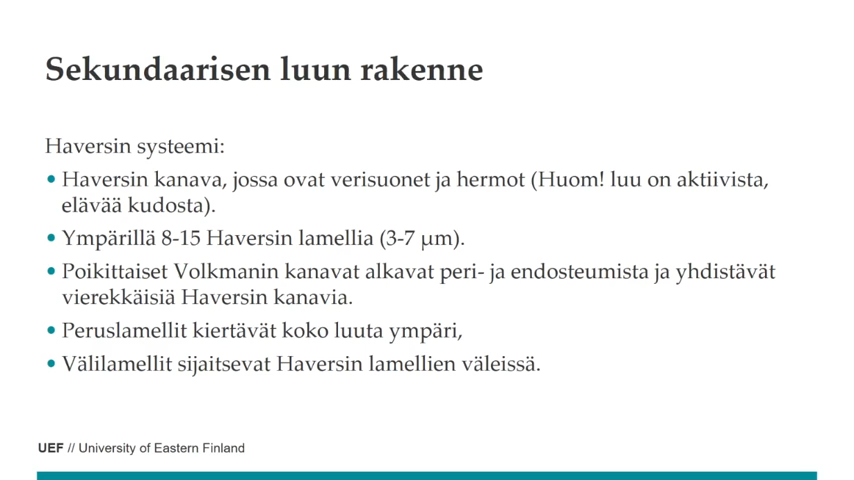 Sekundaarisen luun rakenne
Haversin systeemi:
• Haversin kanava, jossa ovat verisuonet ja hermot (Huom! luu on aktiivista,
elävää kudosta).
• Ympärillä 8-15 Haversin lamellia (3-7 µm).
• Poikittaiset Volkmanin kanavat alkavat peri- ja endosteumista ja yhdistävät
vierekkäisiä Haversin kanavia.
• Peruslamellit kiertävät koko luuta ympäri,
• Välilamellit sijaitsevat Haversin lamellien väleissä.
UEF // University of Eastern Finland